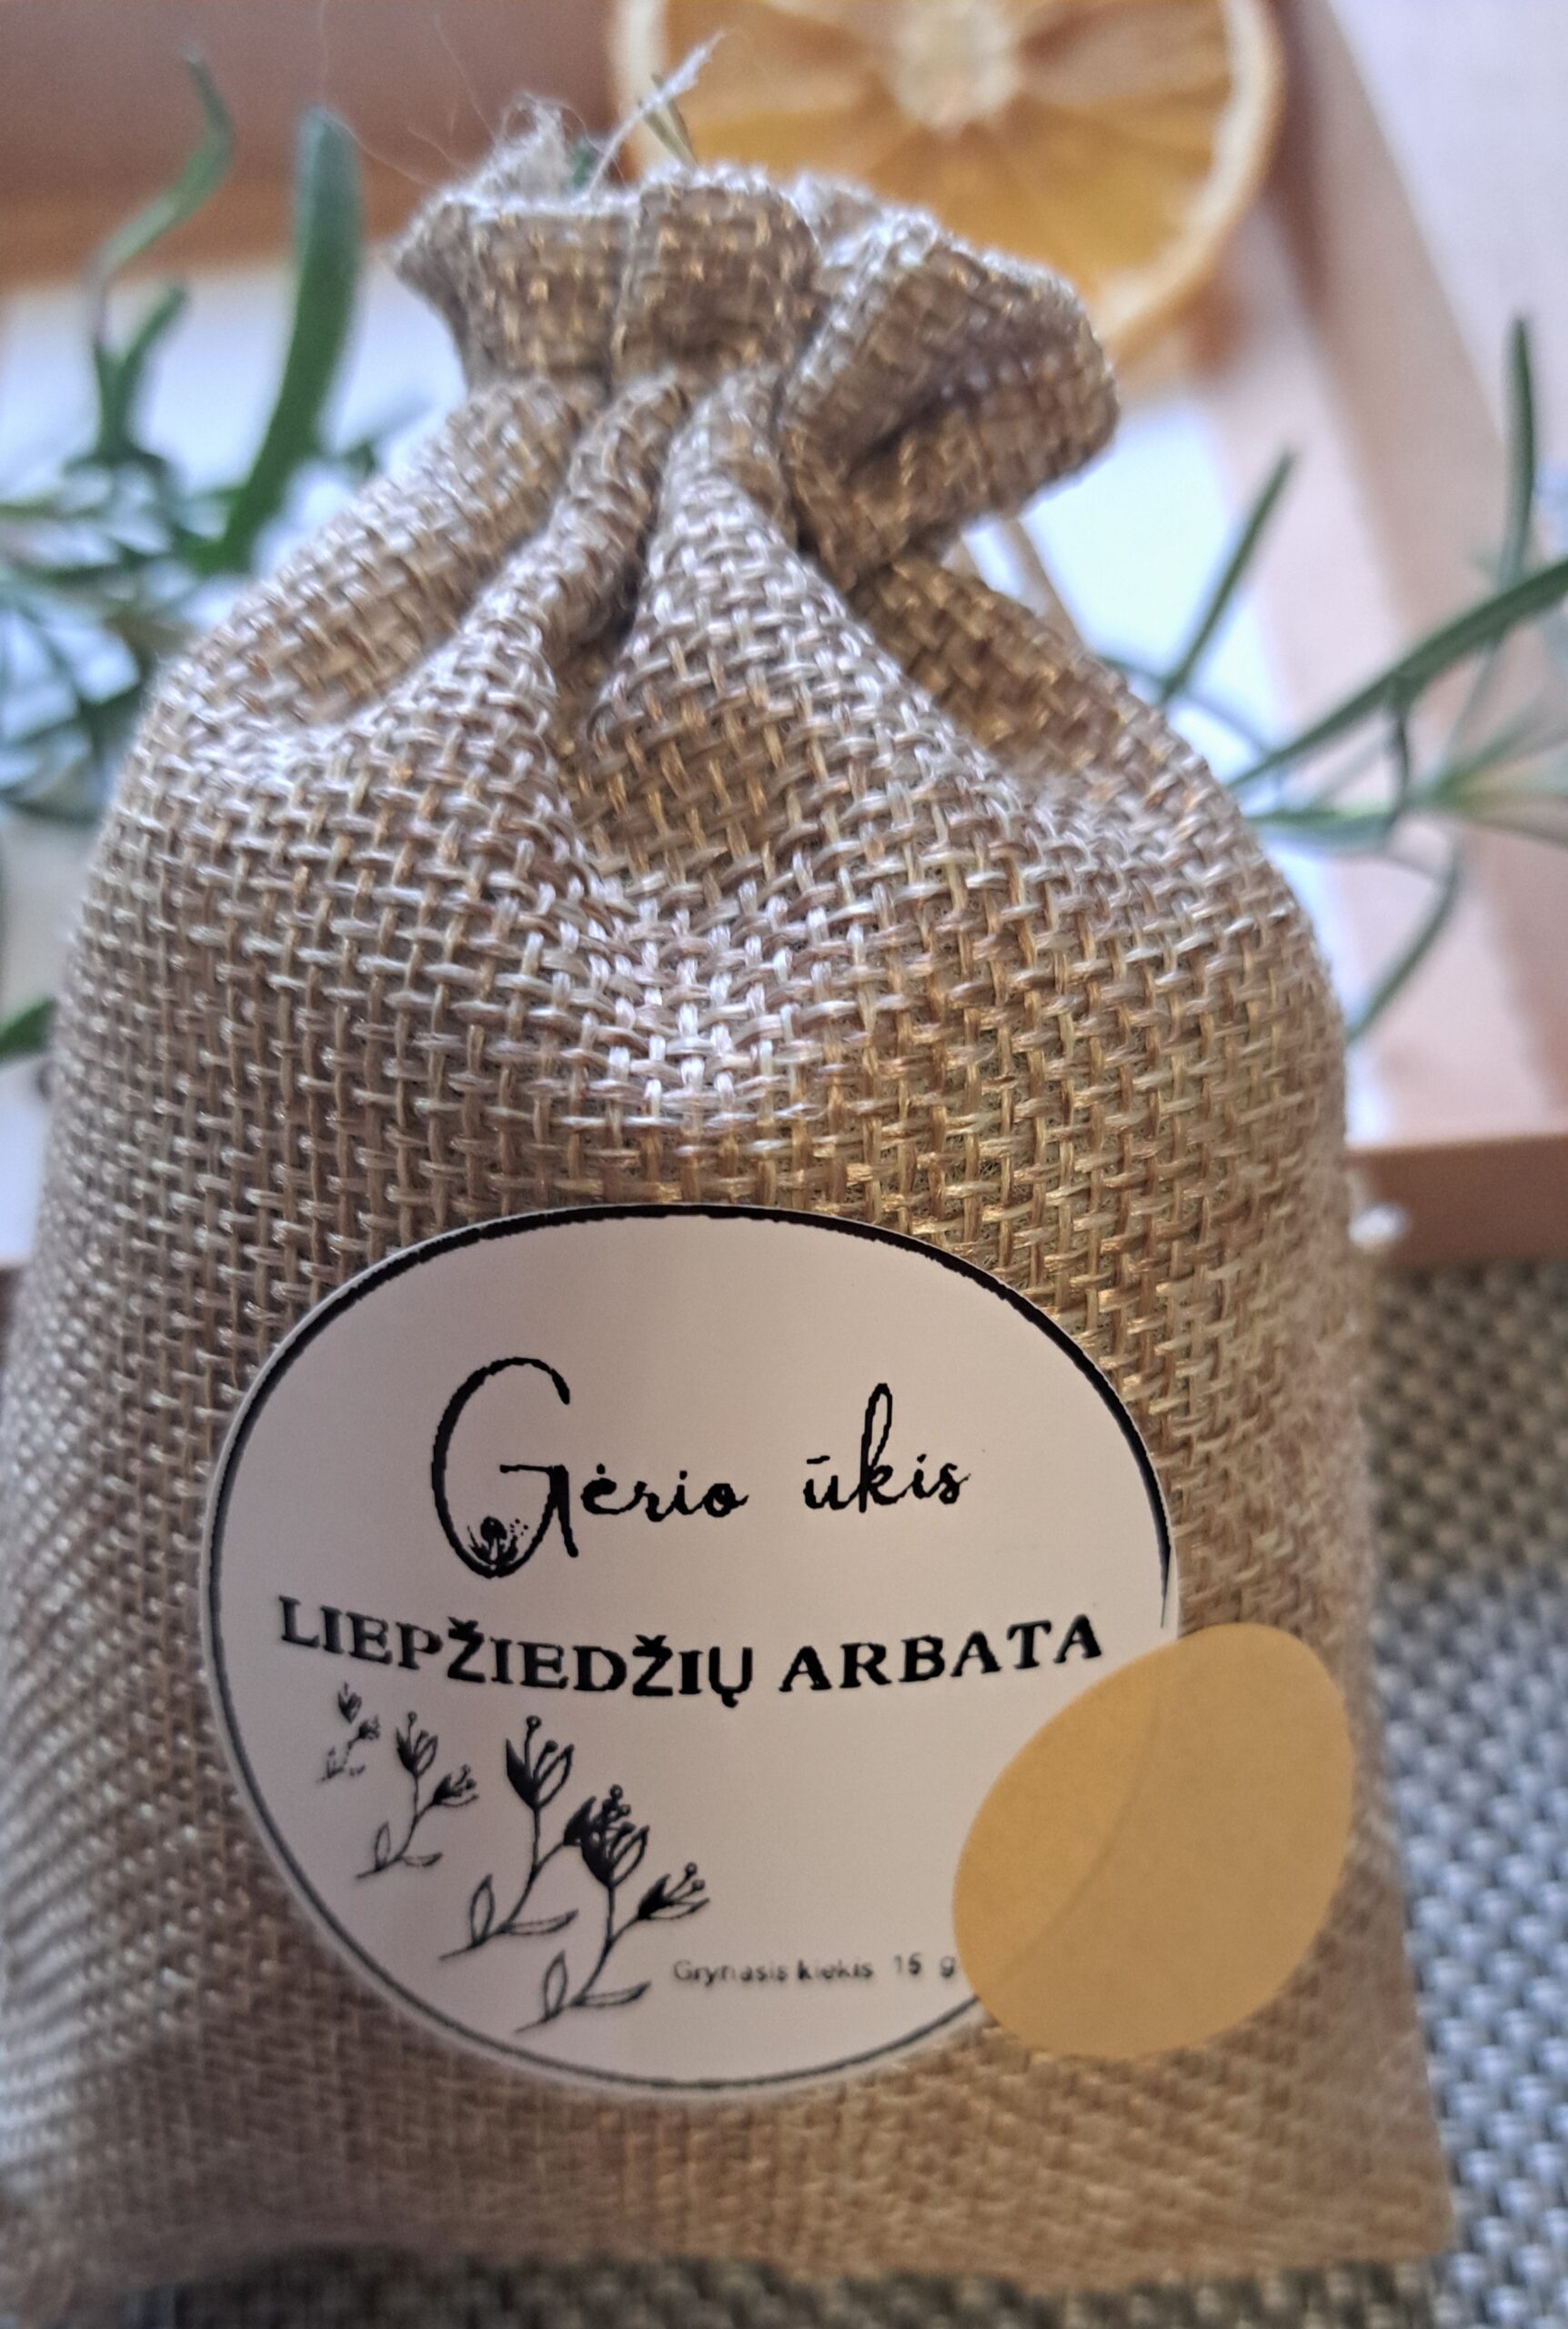 Gėrio ūkis
LIEPŽIEDŽIŲ ARBATA
Grynasis kiekis 15 g